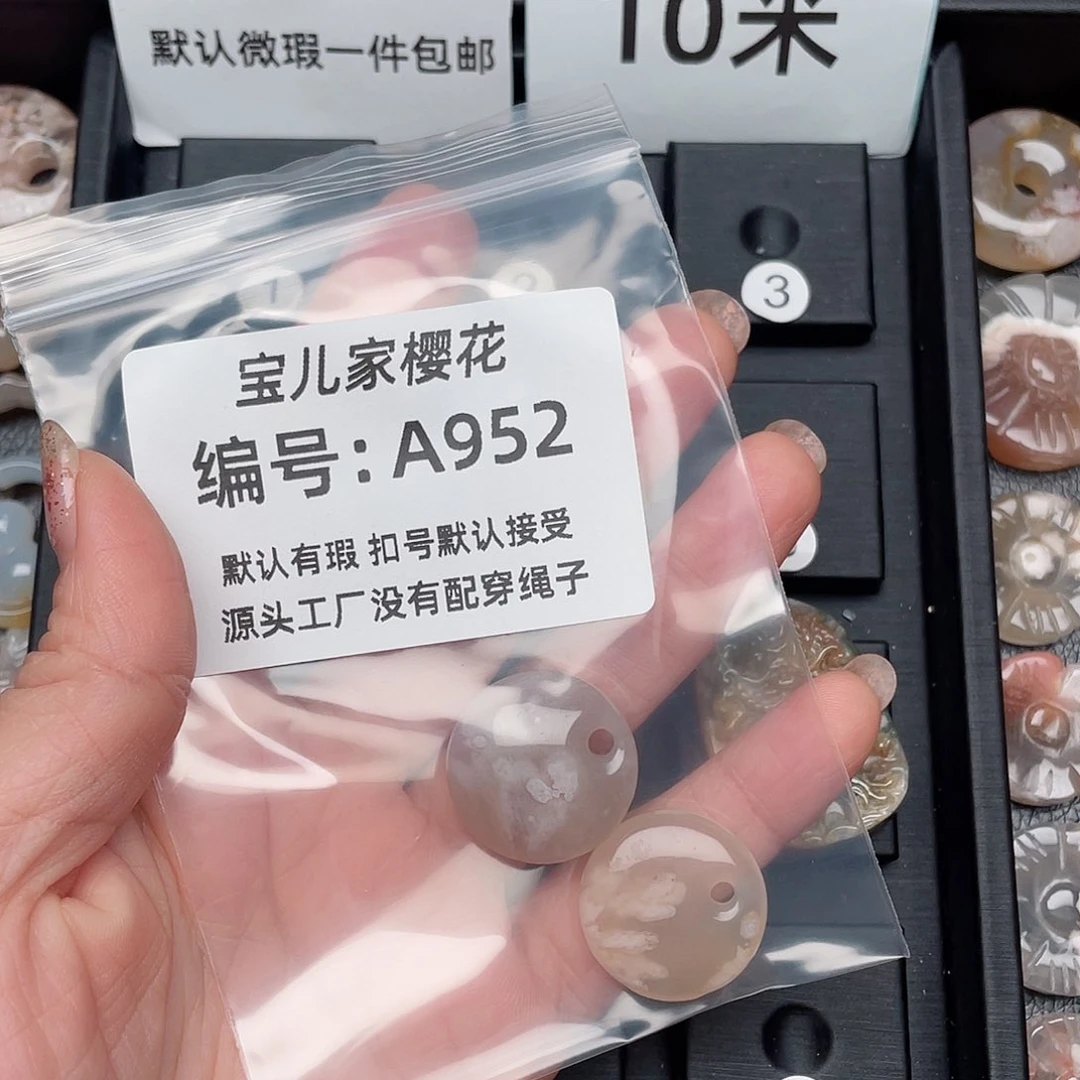 默认微瑕一件包邮
10米
1
2
3
宝儿家樱花
编号:A952
默认有瑕 扣号默认接受
源头工厂没有配穿绳子